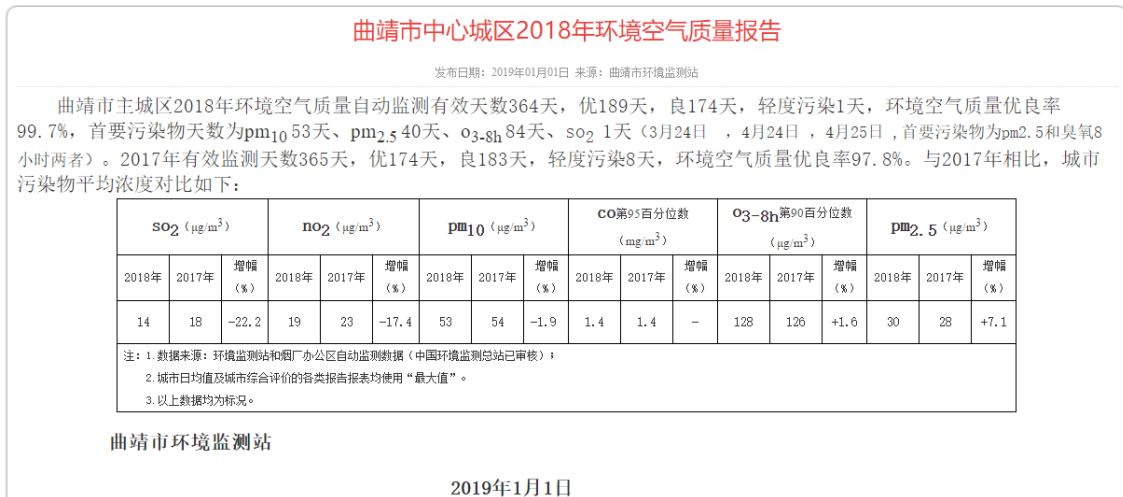 曲靖市中心城区2018年环境空气质量报告
发布日期：2019年01月01日 来源：曲靖市环境监测站
曲靖市主城区2018年环境空气质量自动监测有效天数364天，优189天，良174天，轻度污染1天，环境空气质量优良率
99.7%，首要污染物天数为pm10 53天、pm2.5 40天、o3-8h 84天、so2 1天（3月24日 ，4月24日 ，4月25日 ,首要污染物为pm2.5和臭氧8
小时两者）。2017年有效监测天数365天，优174天，良183天，轻度污染8天，环境空气质量优良率97.8%。与2017年相比，城市
污染物平均浓度对比如下：
so2（μg/m3） no2（μg/m3） pm10（μg/m3） co第95百分位数（mg/m3） o3-8h第90百分位数（μg/m3） pm2.5（μg/m3）
2018年 2017年 增幅（%） 2018年 2017年 增幅（%） 2018年 2017年 增幅（%） 2018年 2017年 增幅（%） 2018年 2017年 增幅（%） 2018年 2017年 增幅（%）
14 18 -22.2 19 23 -17.4 53 54 -1.9 1.4 1.4 - 128 126 +1.6 30 28 +7.1
注：1.数据来源：环境监测站和烟厂办公区自动监测数据（中国环境监测总站已审核）；
2.城市日均值及城市综合评价的各类报告报表均使用“最大值”。
3.以上数据均为标况。
曲靖市环境监测站
2019年1月1日